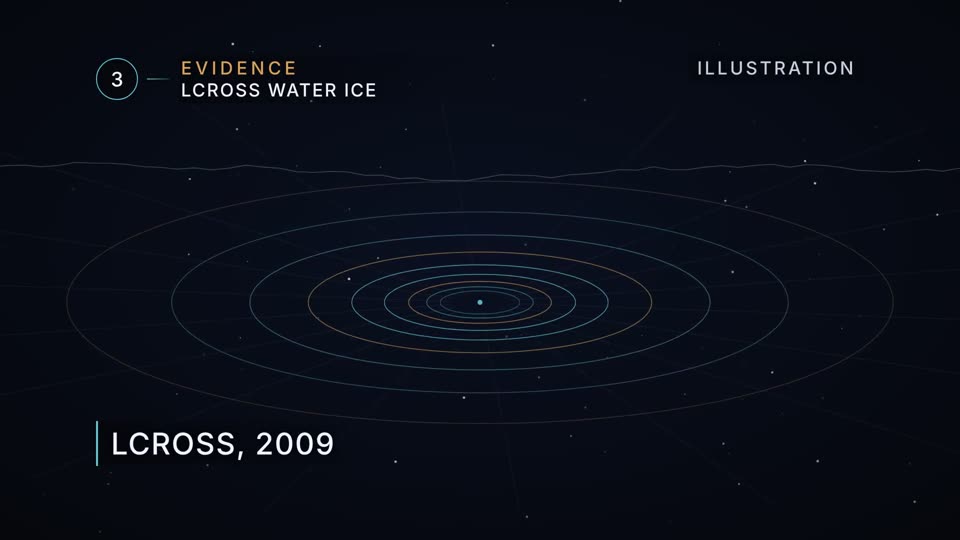 3
EVIDENCE
LCROSS WATER ICE
ILLUSTRATION
LCROSS, 2009